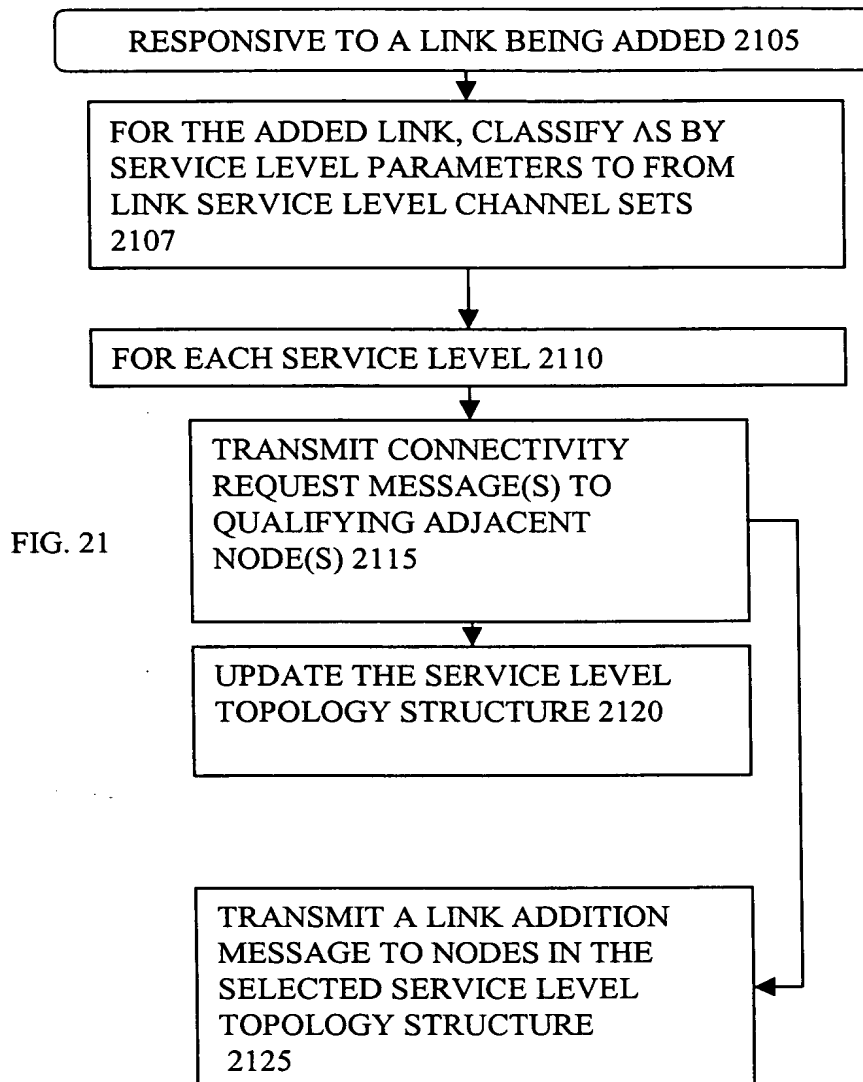 RESPONSIVE TO A LINK BEING ADDED 2105
FOR THE ADDED LINK, CLASSIFY ΛS BY
SERVICE LEVEL PARAMETERS TO FROM
LINK SERVICE LEVEL CHANNEL SETS
2107
FOR EACH SERVICE LEVEL 2110
TRANSMIT CONNECTIVITY
REQUEST MESSAGE(S) TO
QUALIFYING ADJACENT
NODE(S) 2115
FIG. 21
UPDATE THE SERVICE LEVEL
TOPOLOGY STRUCTURE 2120
TRANSMIT A LINK ADDITION
MESSAGE TO NODES IN THE
SELECTED SERVICE LEVEL
TOPOLOGY STRUCTURE
2125